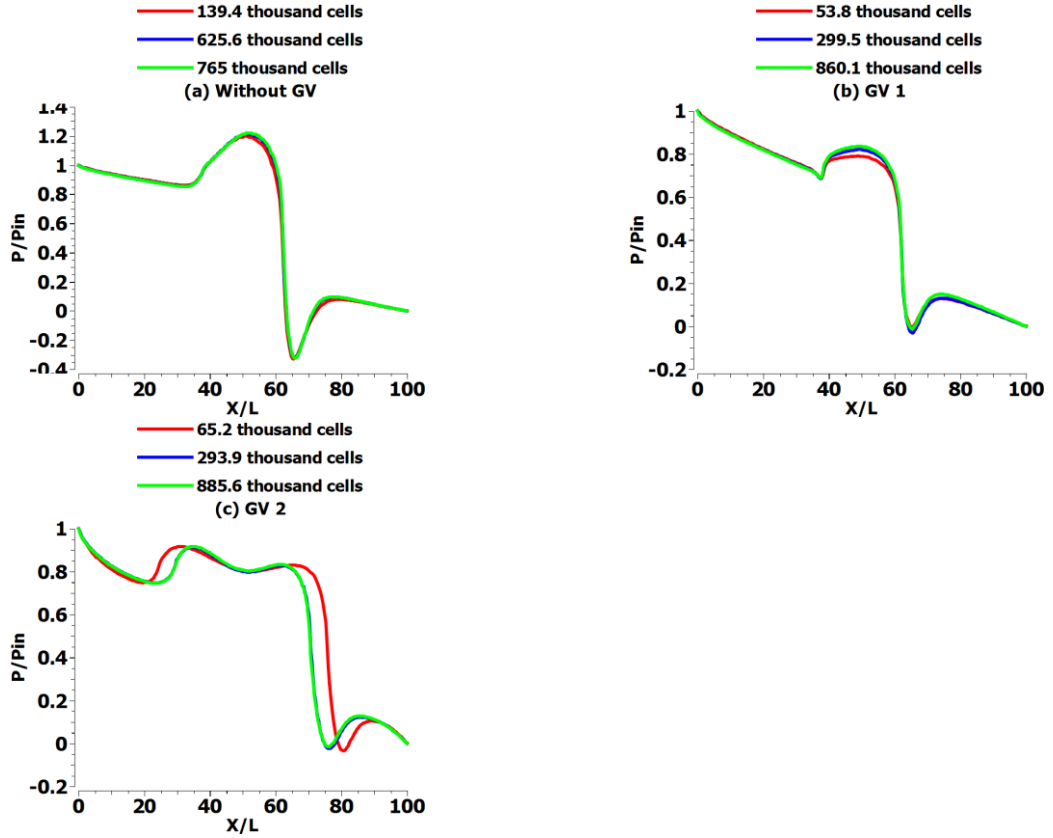 139.4 thousand cells
625.6 thousand cells
765 thousand cells
(a) Without GV
1.4
1.2
1
0.8
0.6
0.4
0.2
0
-0.2
-0.4
P/Pin
0 20 40 60 80 100
X/L
53.8 thousand cells
299.5 thousand cells
860.1 thousand cells
(b) GV 1
1
0.8
0.6
0.4
0.2
0
-0.2
P/Pin
0 20 40 60 80 100
X/L
65.2 thousand cells
293.9 thousand cells
885.6 thousand cells
(c) GV 2
1
0.8
0.6
0.4
0.2
0
-0.2
P/Pin
0 20 40 60 80 100
X/L